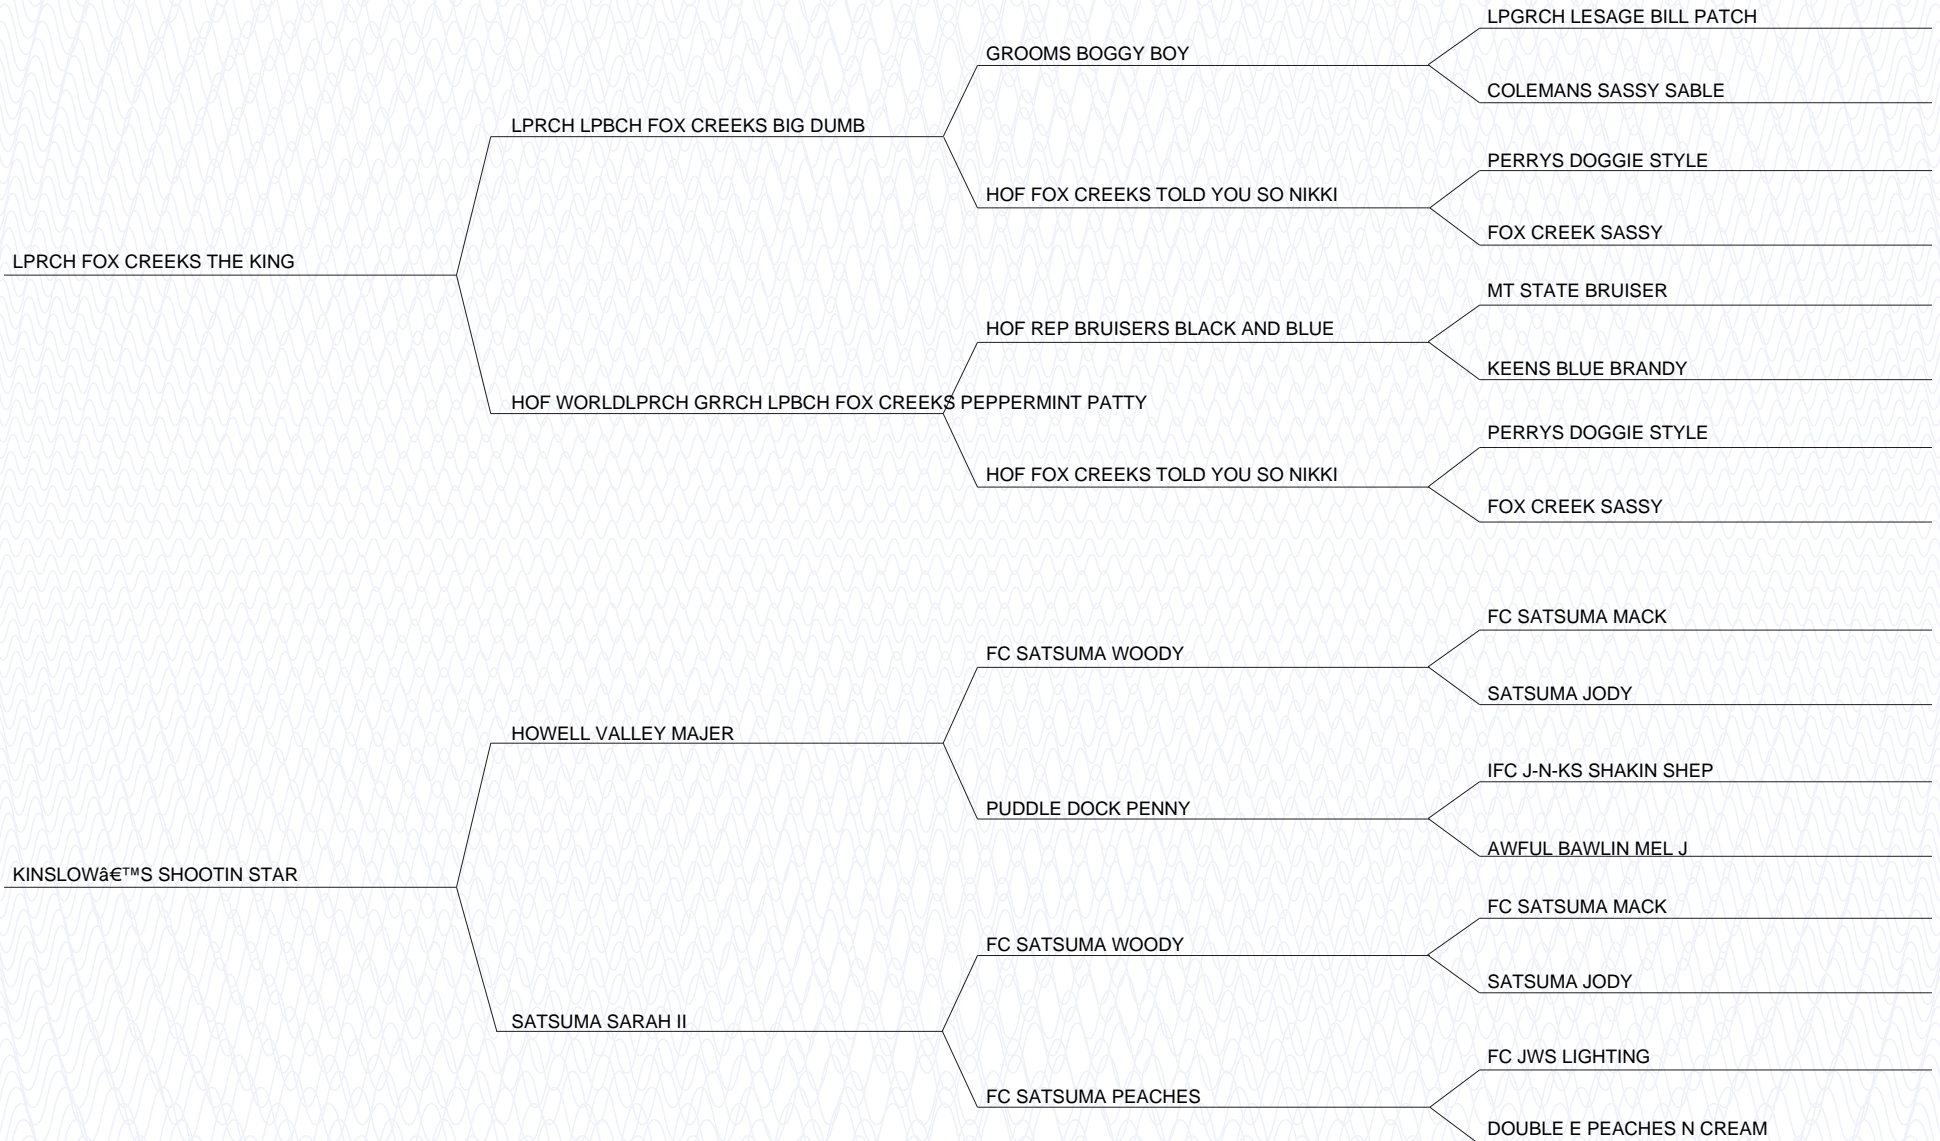 LPGRCH LESAGE BILL PATCH
GROOMS BOGGY BOY
COLEMANS SASSY SABLE
LPRCH LPBCH FOX CREEKS BIG DUMB
PERRYS DOGGIE STYLE
HOF FOX CREEKS TOLD YOU SO NIKKI
FOX CREEK SASSY
LPRCH FOX CREEKS THE KING
MT STATE BRUISER
HOF REP BRUISERS BLACK AND BLUE
KEENS BLUE BRANDY
HOF WORLDLPRCH GRRCH LPBCH FOX CREEKS PEPPERMINT PATTY
PERRYS DOGGIE STYLE
HOF FOX CREEKS TOLD YOU SO NIKKI
FOX CREEK SASSY
FC SATSUMA MACK
FC SATSUMA WOODY
SATSUMA JODY
HOWELL VALLEY MAJER
IFC J-N-KS SHAKIN SHEP
PUDDLE DOCK PENNY
AWFUL BAWLIN MEL J
KINSLOWâ€™S SHOOTIN STAR
FC SATSUMA MACK
FC SATSUMA WOODY
SATSUMA JODY
SATSUMA SARAH II
FC JWS LIGHTING
FC SATSUMA PEACHES
DOUBLE E PEACHES N CREAM